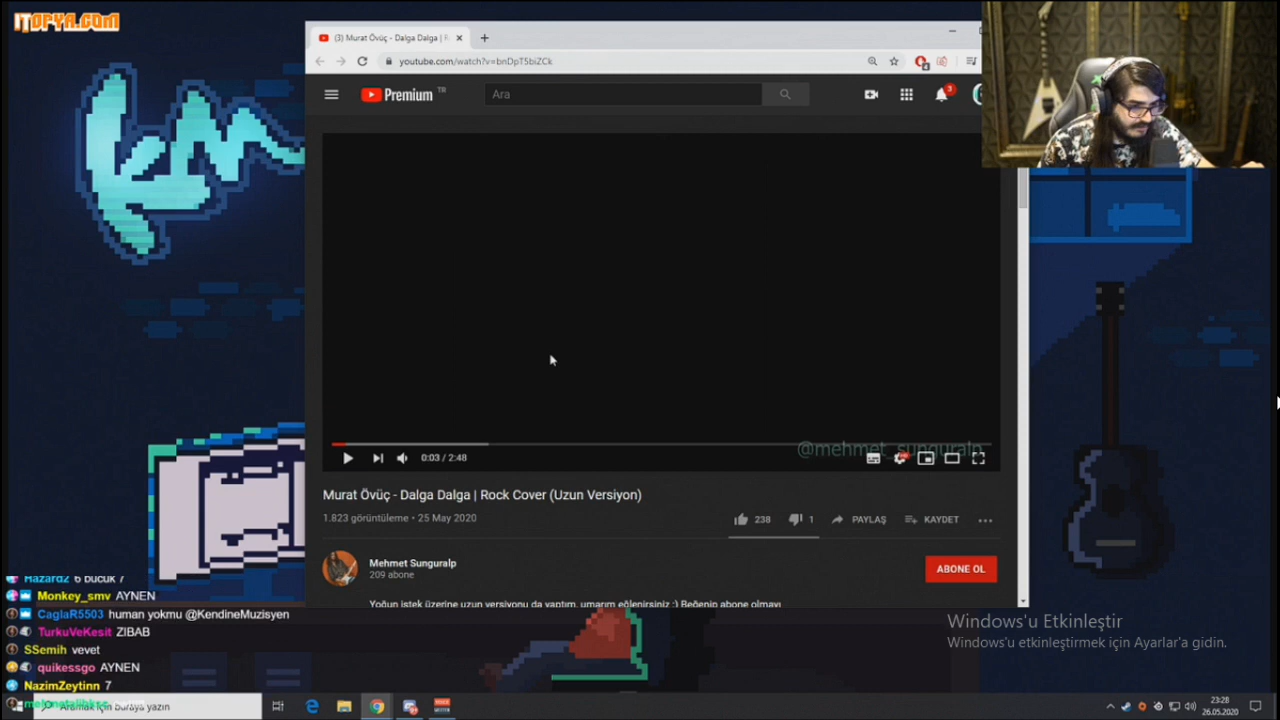 iTOPYA.COM
(3) Murat Övüç - Dalga Dalga | R
youtube.com/watch?v=bnDpT5biZCk
Premium TR
Ara
3
@mehmet_sunguralp
0:03 / 2:48
Murat Övüç - Dalga Dalga | Rock Cover (Uzun Versiyon)
1.823 görüntüleme • 25 May 2020
238
1
PAYLAŞ
KAYDET
Mehmet Sunguralp
209 abone
ABONE OL
Yoğun istek üzerine uzun versiyonu da yaptım, umarım eğlenirsiniz :) Beğenip abone olmayı
Hazard2 6 bucuk 7
Monkey_smv AYNEN
CaglaR5503 human yokmu @KendineMuzisyen
TurkuVeKesit ZIBAB
SSemih vevet
quikessgo AYNEN
NazimZeytinn 7
Windows'u Etkinleştir
Windows'u etkinleştirmek için Ayarlar'a gidin.
Aramak için buraya yazın
23:28
26.05.2020